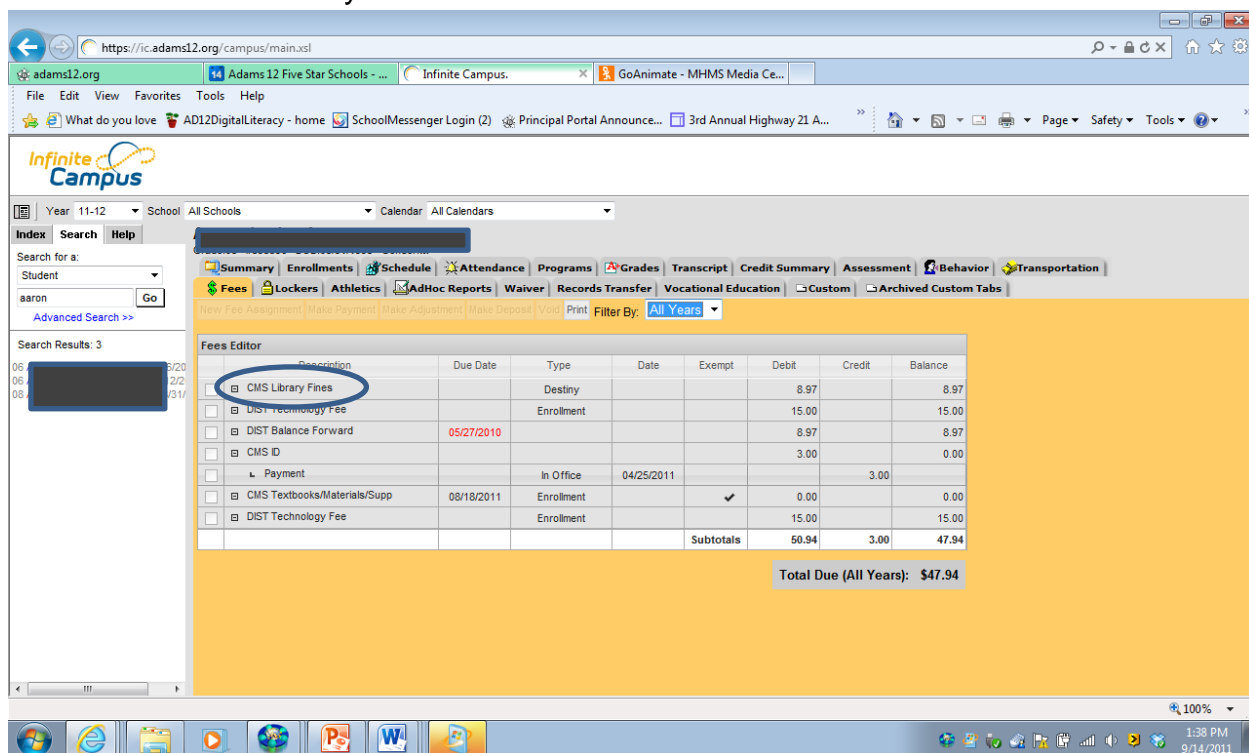 https://ic.adams12.org/campus/main.xsl
adams12.org 14 Adams 12 Five Star Schools - ... Infinite Campus. GoAnimate - MHMS Media Ce...
File Edit View Favorites Tools Help
What do you love AD12DigitalLiteracy - home SchoolMessenger Login (2) Principal Portal Announce... 3rd Annual Highway 21 A... » Page Safety Tools
Infinite
Campus
Year 11-12 School All Schools Calendar All Calendars
Index Search Help
Search for a:
Student
aaron Go
Advanced Search >>
Search Results: 3
06
06
08
Summary Enrollments Schedule Attendance Programs Grades Transcript Credit Summary Assessment Behavior Transportation
Fees Lockers Athletics AdHoc Reports Waiver Records Transfer Vocational Education Custom Archived Custom Tabs
New Fee Assignment Make Payment Make Adjustment Make Deposit Void Print Filter By: All Years
Fees Editor
Description Due Date Type Date Exempt Debit Credit Balance
CMS Library Fines Destiny 8.97 8.97
DIST Technology Fee Enrollment 15.00 15.00
DIST Balance Forward 05/27/2010 8.97 8.97
CMS ID 3.00 0.00
Payment In Office 04/25/2011 3.00
CMS Textbooks/Materials/Supp 08/18/2011 Enrollment ✔ 0.00 0.00
DIST Technology Fee Enrollment 15.00 15.00
Subtotals 50.94 3.00 47.94
Total Due (All Years): $47.94
100%
1:38 PM
9/14/2011